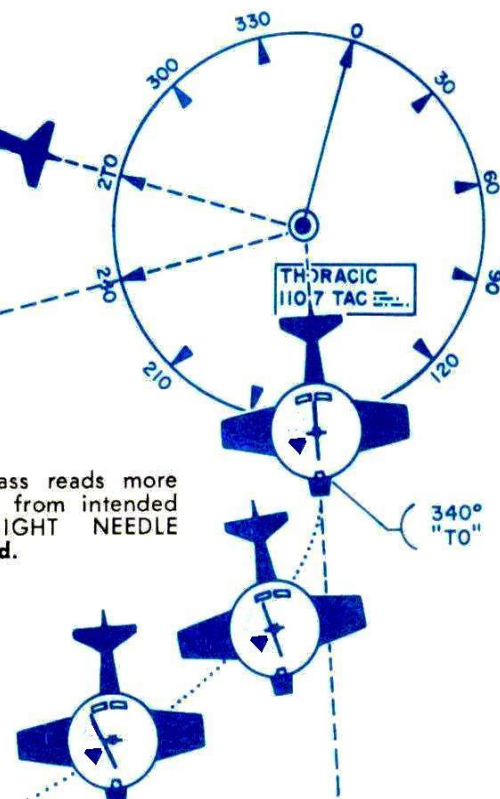 330
0
300
30
270
60
THORACIC
110.7 TAC
240
90
210
120
ass reads more
from intended
IGHT NEEDLE
d.
340°
"TO"